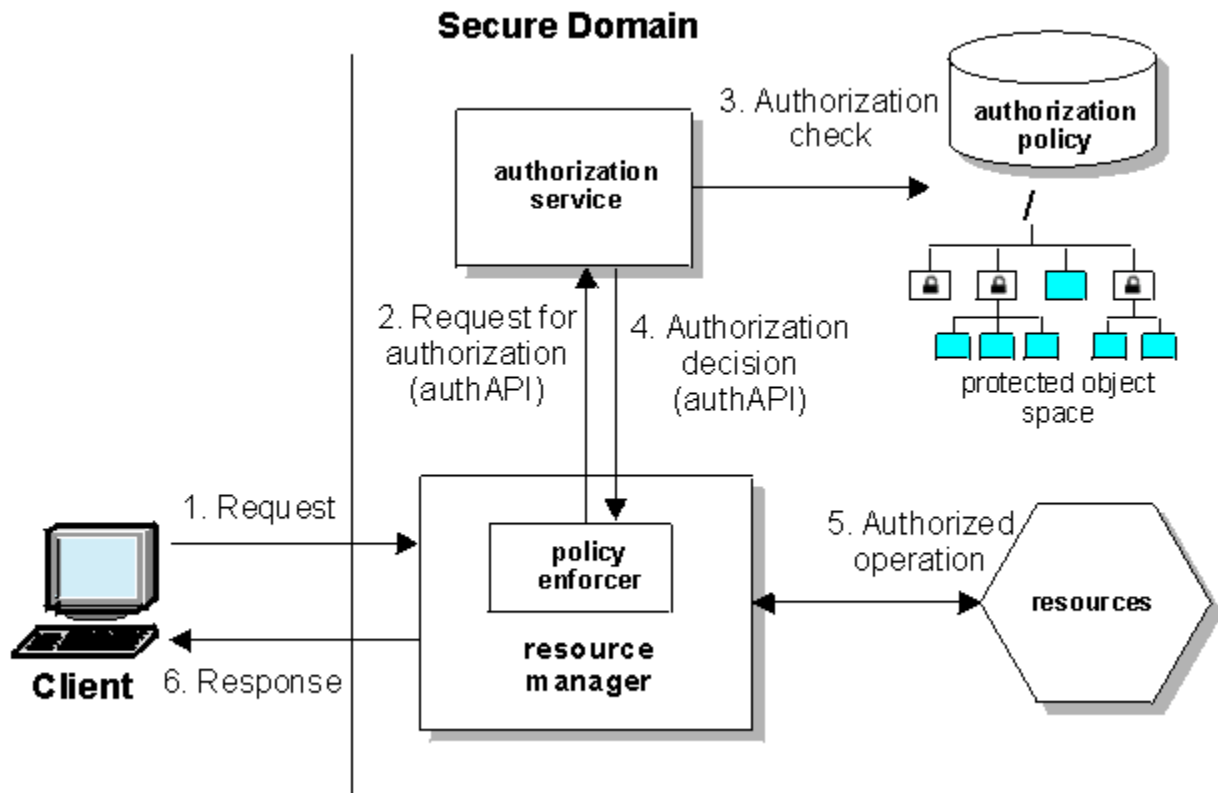 Secure Domain
authorization
service
3. Authorization
check
authorization
policy
/
2. Request for
authorization
(authAPI)
4. Authorization
decision
(authAPI)
protected object
space
1. Request
policy
enforcer
resource
manager
5. Authorized
operation
resources
Client
6. Response